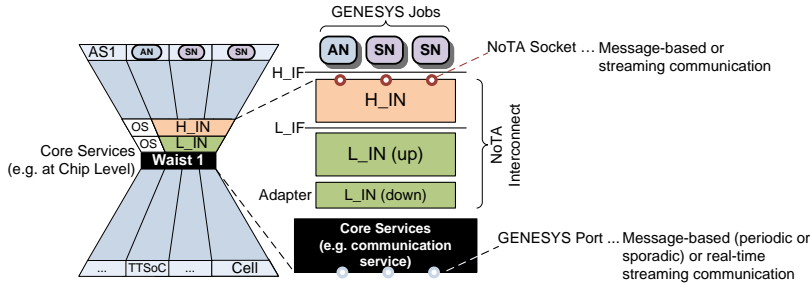 GENESYS Jobs
AS1 AN SN SN
AN SN SN
NoTA Socket ... Message-based or
streaming communication
H_IF
H_IN
OS H_IN
L_IF
OS L_IN
Core Services
(e.g. at Chip Level)
Waist 1
L_IN (up)
NoTA
Interconnect
Adapter L_IN (down)
Core Services
(e.g. communication
service)
GENESYS Port ... Message-based (periodic or
sporadic) or real-time
streaming communication
... TTSoC ... Cell